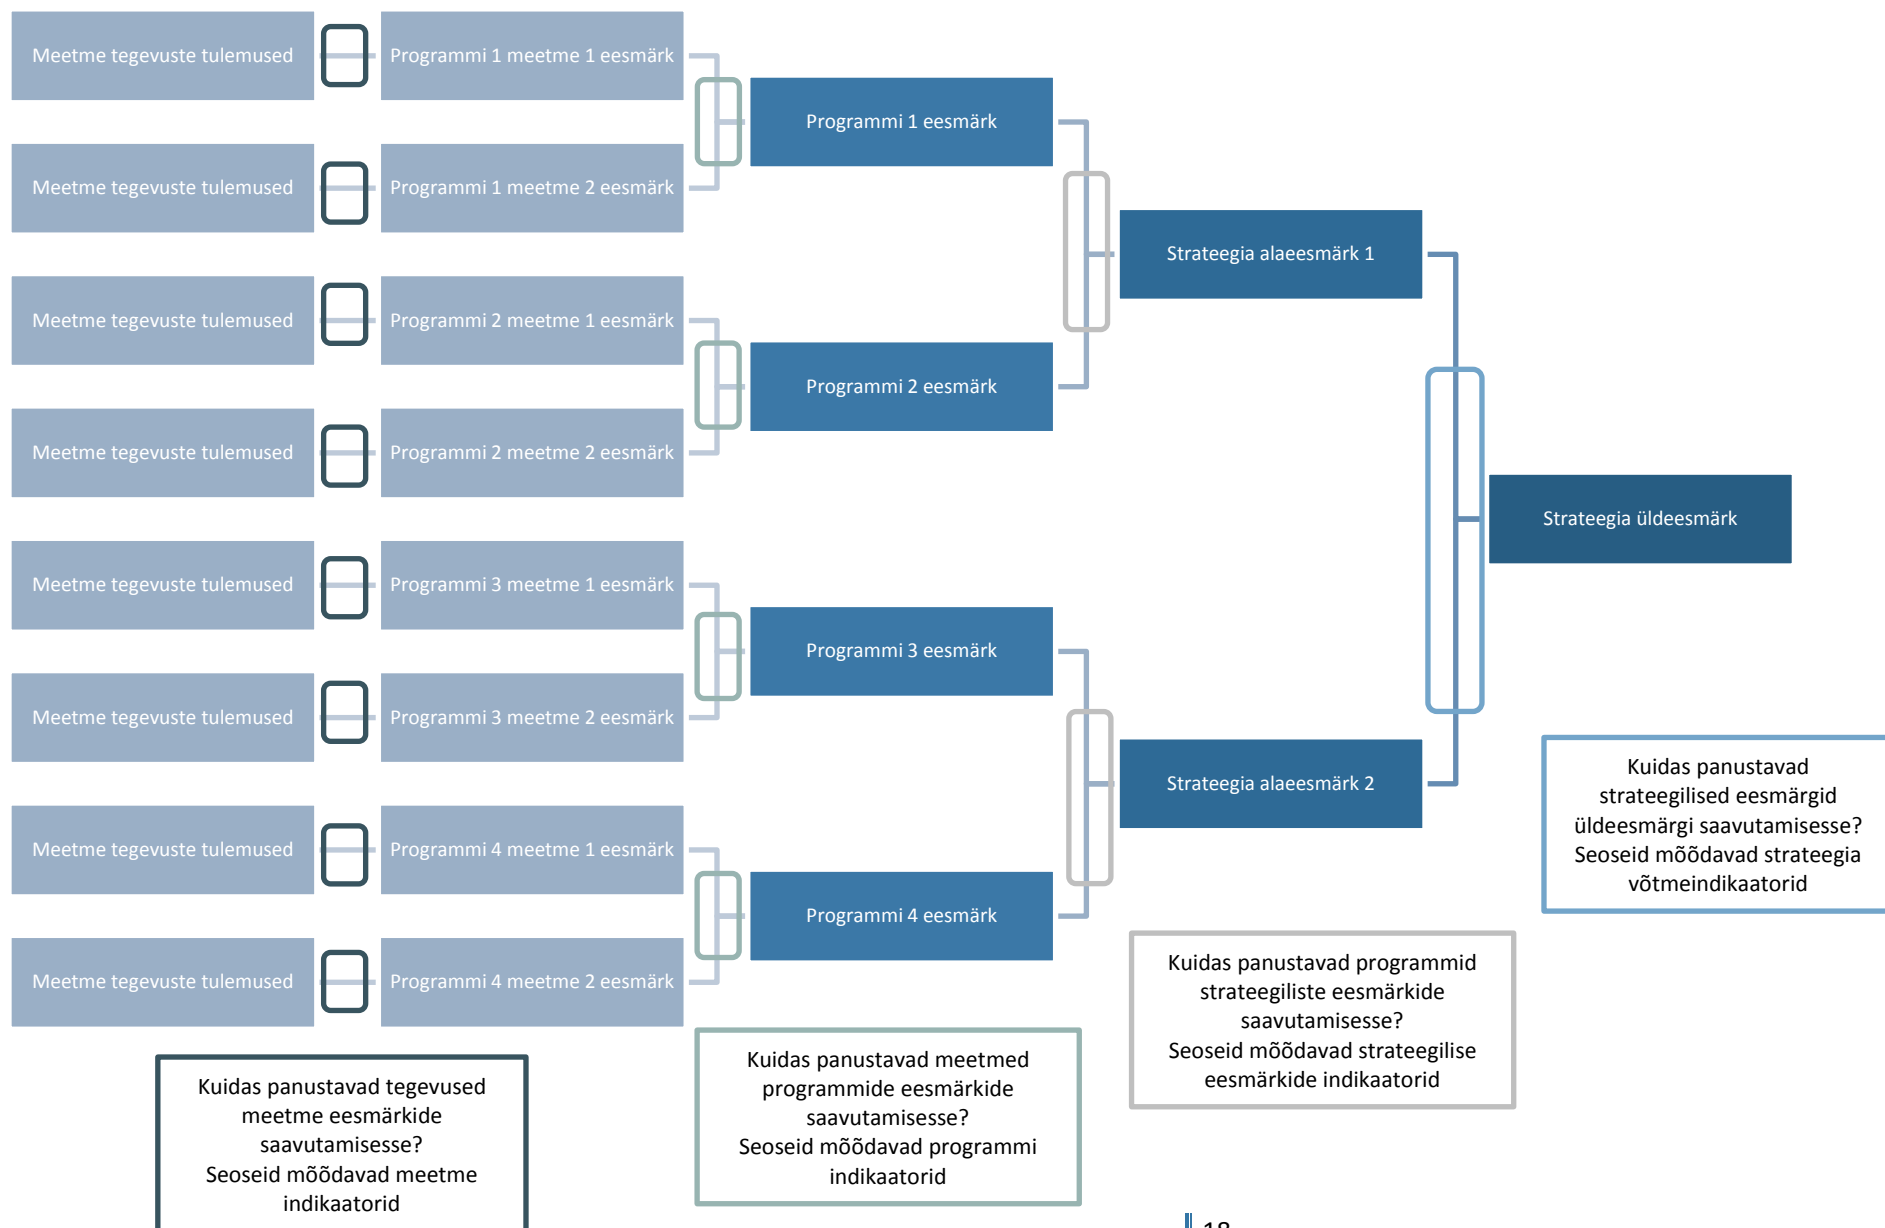 Meetme tegevuste tulemused
Programmi 1 meetme 1 eesmärk
Meetme tegevuste tulemused
Programmi 1 meetme 2 eesmärk
Programmi 1 eesmärk
Meetme tegevuste tulemused
Programmi 2 meetme 1 eesmärk
Meetme tegevuste tulemused
Programmi 2 meetme 2 eesmärk
Programmi 2 eesmärk
Strateegia alaeesmärk 1
Meetme tegevuste tulemused
Programmi 3 meetme 1 eesmärk
Meetme tegevuste tulemused
Programmi 3 meetme 2 eesmärk
Programmi 3 eesmärk
Meetme tegevuste tulemused
Programmi 4 meetme 1 eesmärk
Meetme tegevuste tulemused
Programmi 4 meetme 2 eesmärk
Programmi 4 eesmärk
Strateegia alaeesmärk 2
Strateegia üldeesmärk
Kuidas panustavad tegevused
meetme eesmärkide
saavutamisesse?
Seoseid mõõdavad meetme
indikaatorid
Kuidas panustavad meetmed
programmide eesmärkide
saavutamisesse?
Seoseid mõõdavad programmi
indikaatorid
Kuidas panustavad programmid
strateegiliste eesmärkide
saavutamisesse?
Seoseid mõõdavad strateegilise
eesmärkide indikaatorid
Kuidas panustavad
strateegilised eesmärgid
üldeesmärgi saavutamisesse?
Seoseid mõõdavad strateegia
võtmeindikaatorid
18